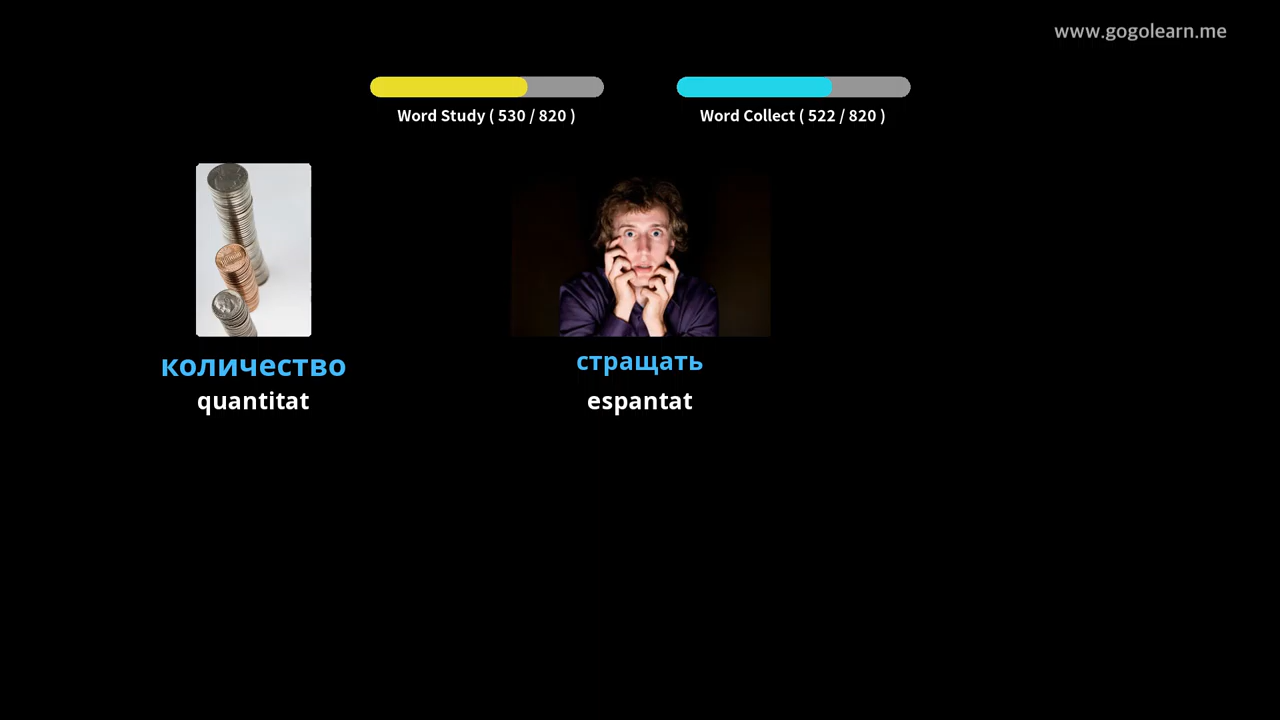 www.gogolearn.me
Word Study ( 530 / 820 )
Word Collect ( 522 / 820 )
количество
quantitat
стращать
espantat